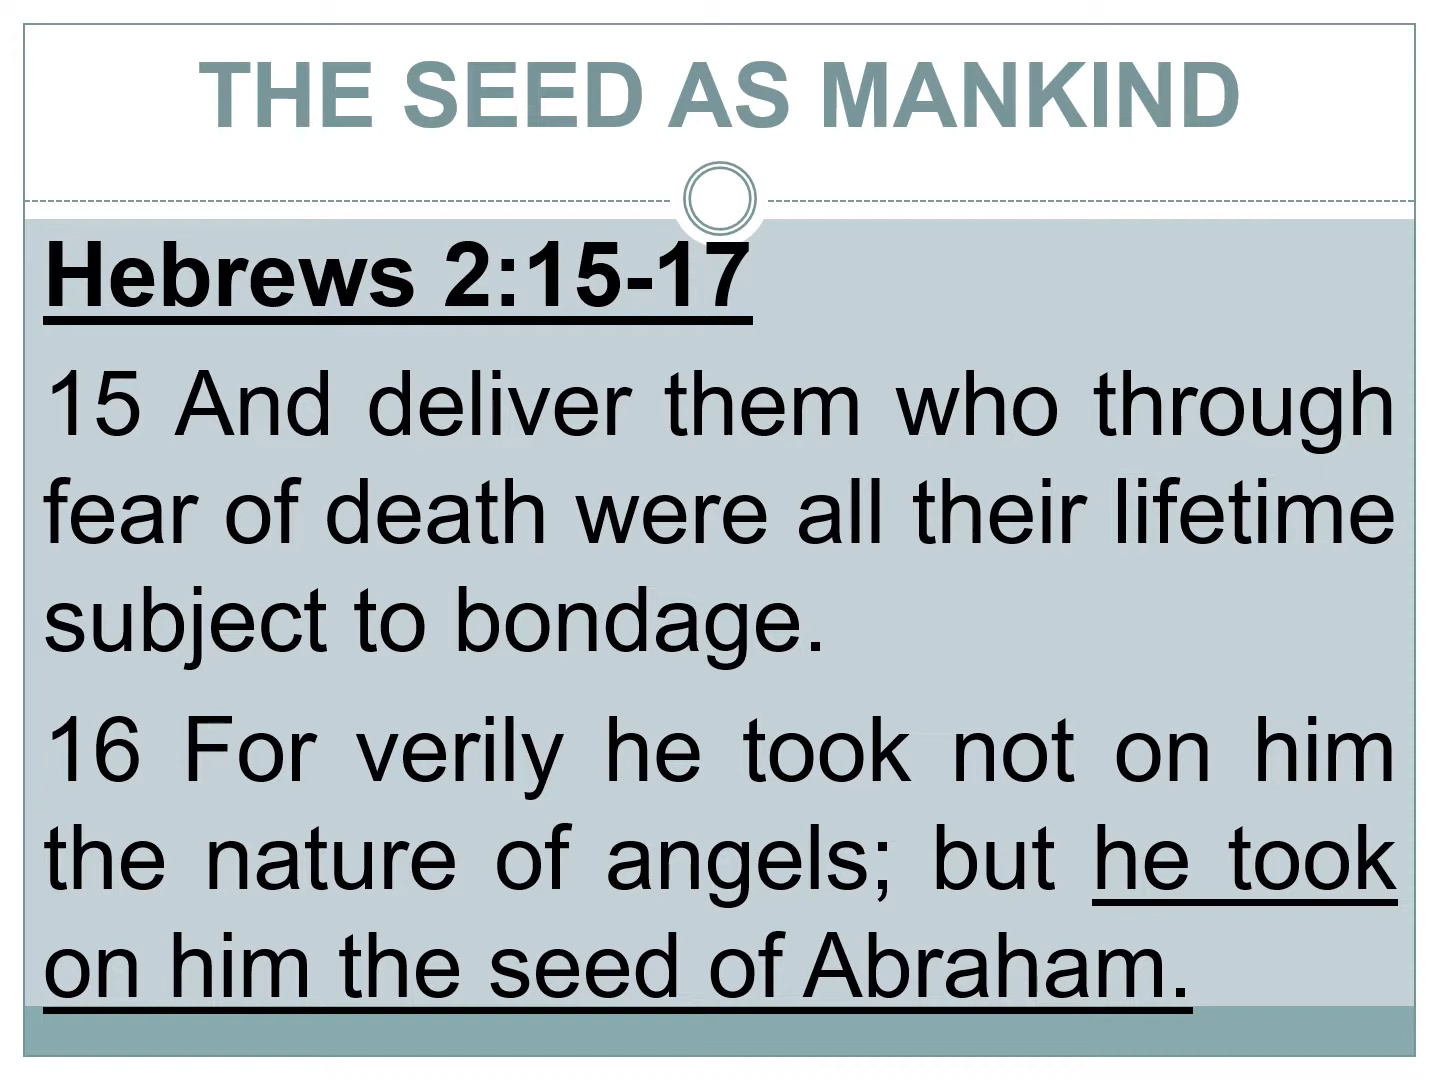 THE SEED AS MANKIND
Hebrews 2:15-17
15 And deliver them who through
fear of death were all their lifetime
subject to bondage.
16 For verily he took not on him
the nature of angels; but he took
on him the seed of Abraham.